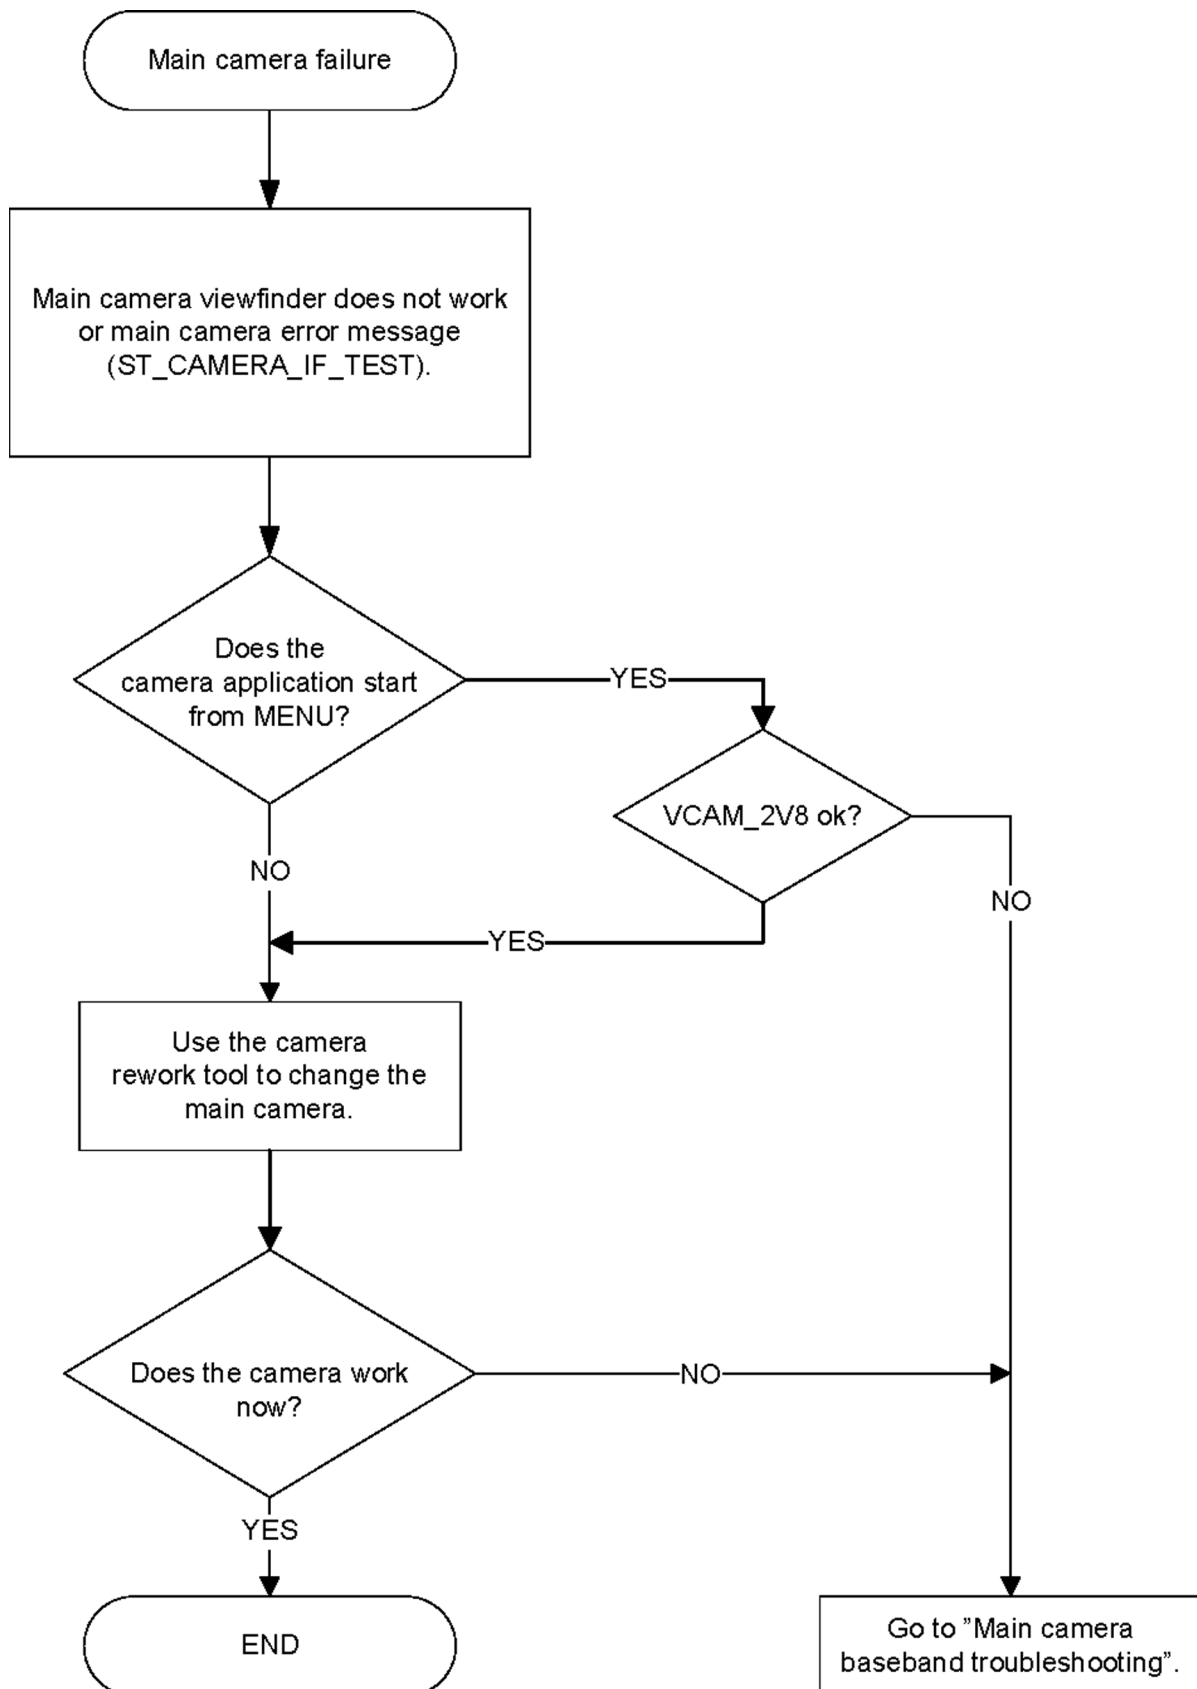 Main camera failure
Main camera viewfinder does not work
or main camera error message
(ST_CAMERA_IF_TEST).
Does the
camera application start
from MENU?
YES
VCAM_2V8 ok?
NO
NO
YES
Use the camera
rework tool to change the
main camera.
Does the camera work
now?
NO
YES
END
Go to ”Main camera
baseband troubleshooting”.